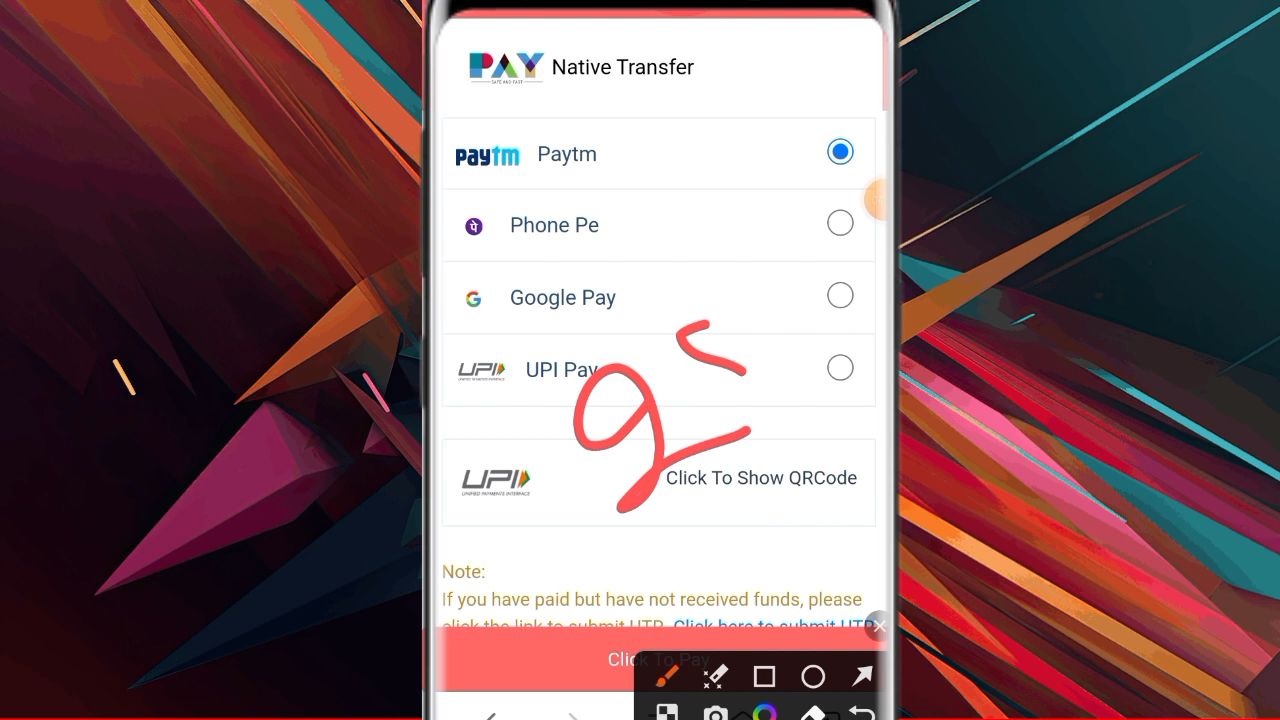 PAY Native Transfer
SAFE AND FAST
paytm Paytm
पे Phone Pe
G Google Pay
UPI UPI Pay
UNIFIED PAYMENTS INTERFACE
UPI Click To Show QRCode
UNIFIED PAYMENTS INTERFACE
Note:
If you have paid but have not received funds, please
click the link to submit UTR. Click here to submit UTR
Click To Pay